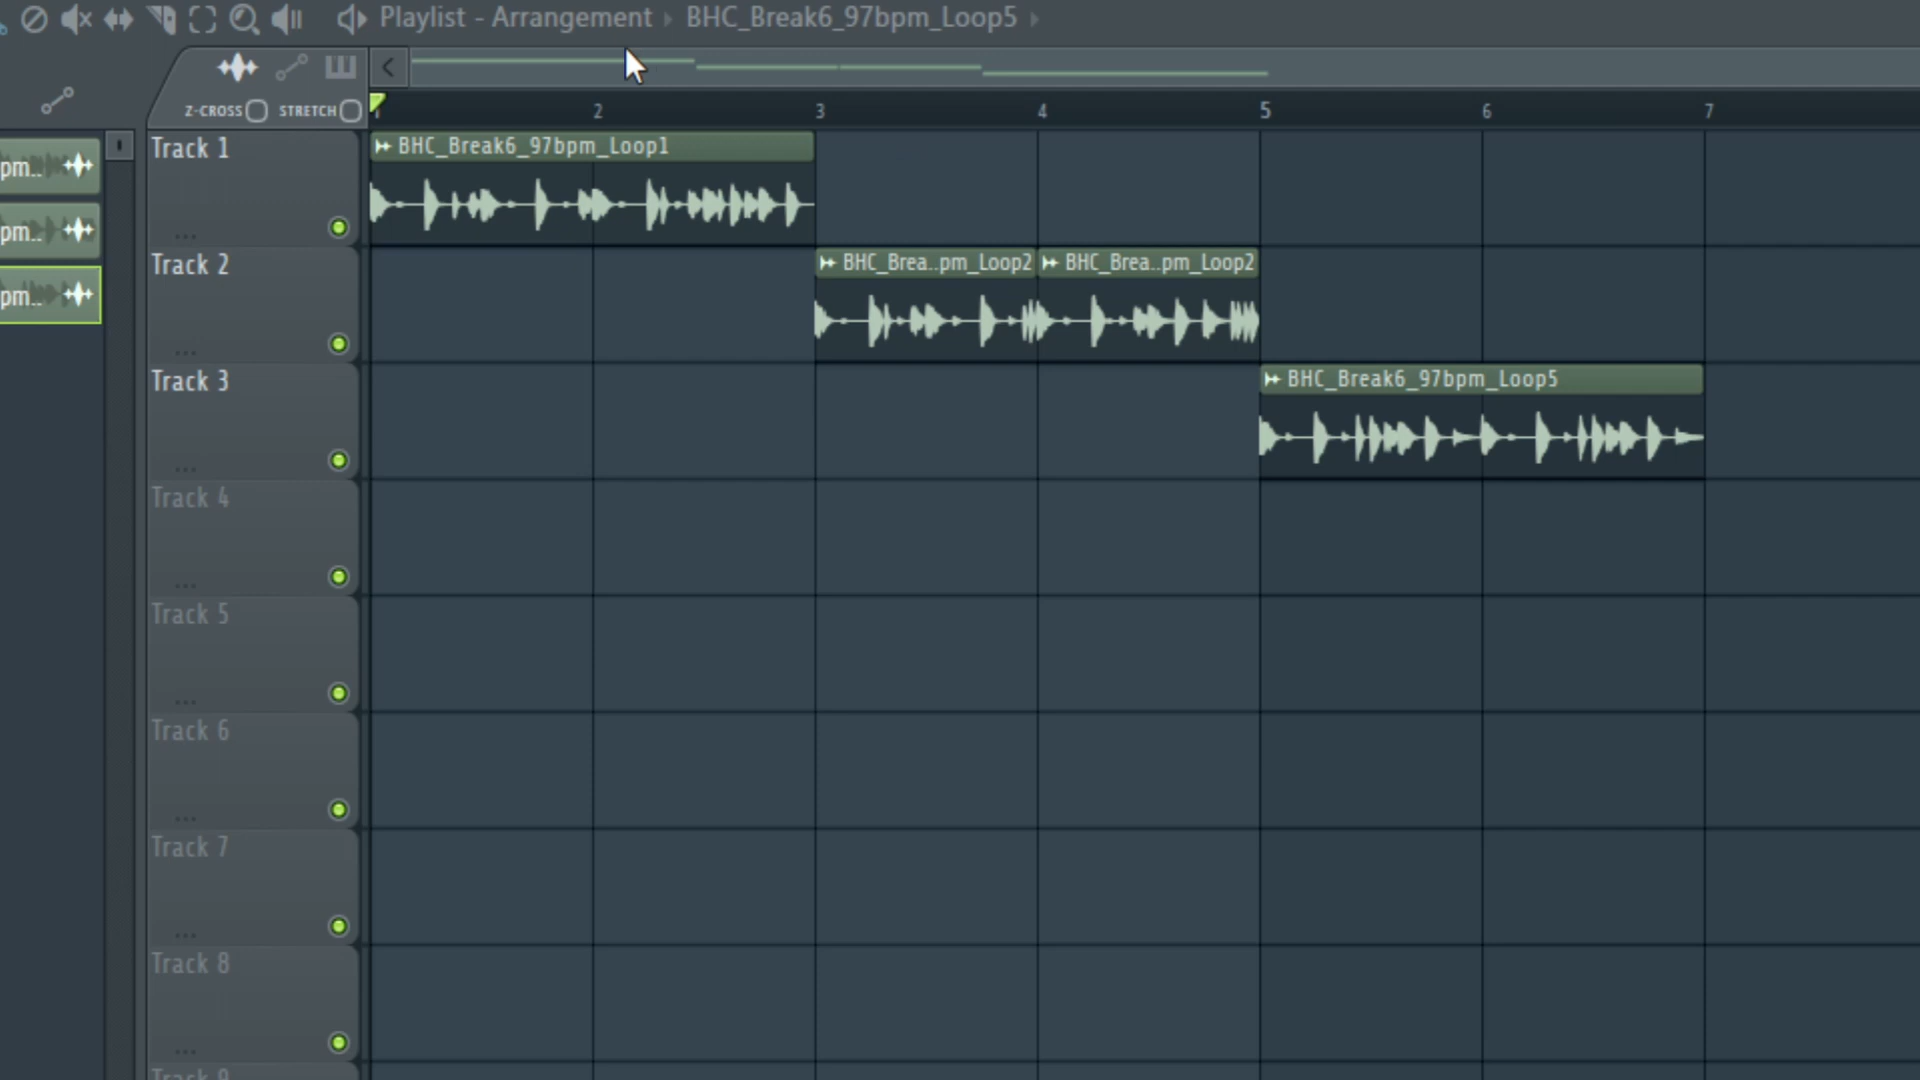 Playlist - Arrangement › BHC_Break6_97bpm_Loop5 ›
Z-CROSS STRETCH
1 2 3 4 5 6 7
pm..
pm..
pm..
Track 1
BHC_Break6_97bpm_Loop1
Track 2
BHC_Brea..pm_Loop2 BHC_Brea..pm_Loop2
Track 3
BHC_Break6_97bpm_Loop5
Track 4
Track 5
Track 6
Track 7
Track 8
Track 9